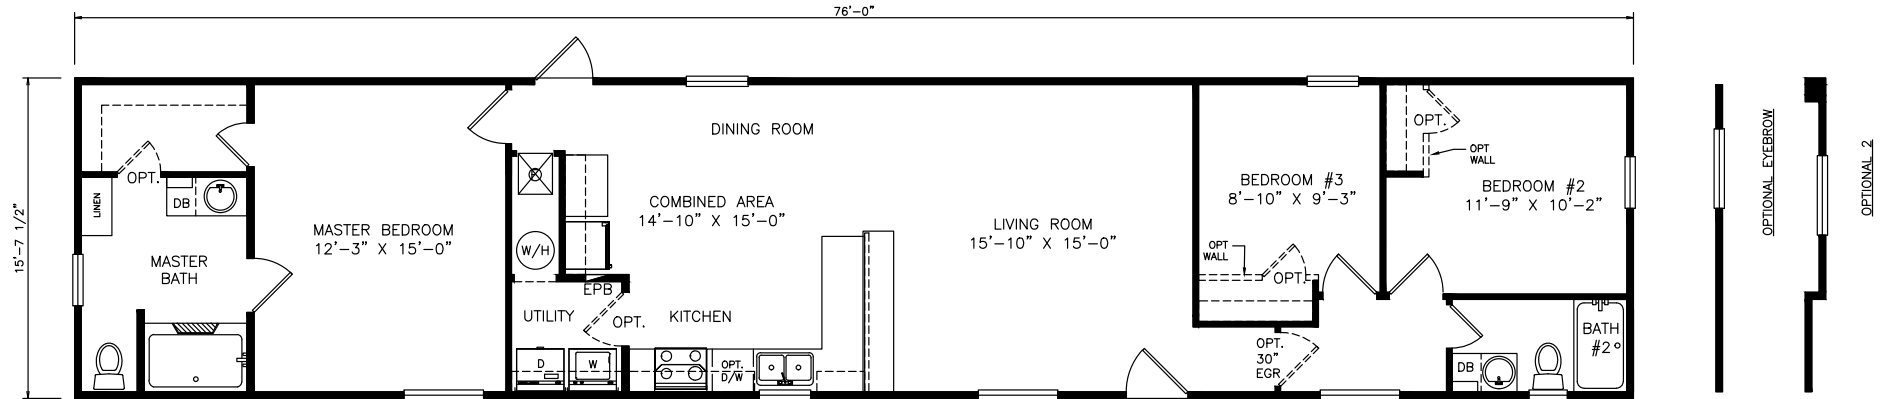 76'-0"
15'-7 1/2"
OPT.
LINEN
DB
MASTER
BATH
MASTER BEDROOM
12'-3" X 15'-0"
W/H
EPB
UTILITY
OPT.
D
W
DINING ROOM
COMBINED AREA
14'-10" X 15'-0"
KITCHEN
OPT.
D/W
LIVING ROOM
15'-10" X 15'-0"
BEDROOM #3
8'-10" X 9'-3"
OPT
WALL
OPT.
OPT.
30"
EGR
OPT.
OPT
WALL
BEDROOM #2
11'-9" X 10'-2"
DB
BATH
#2
OPTIONAL EYEBROW
OPTIONAL 2